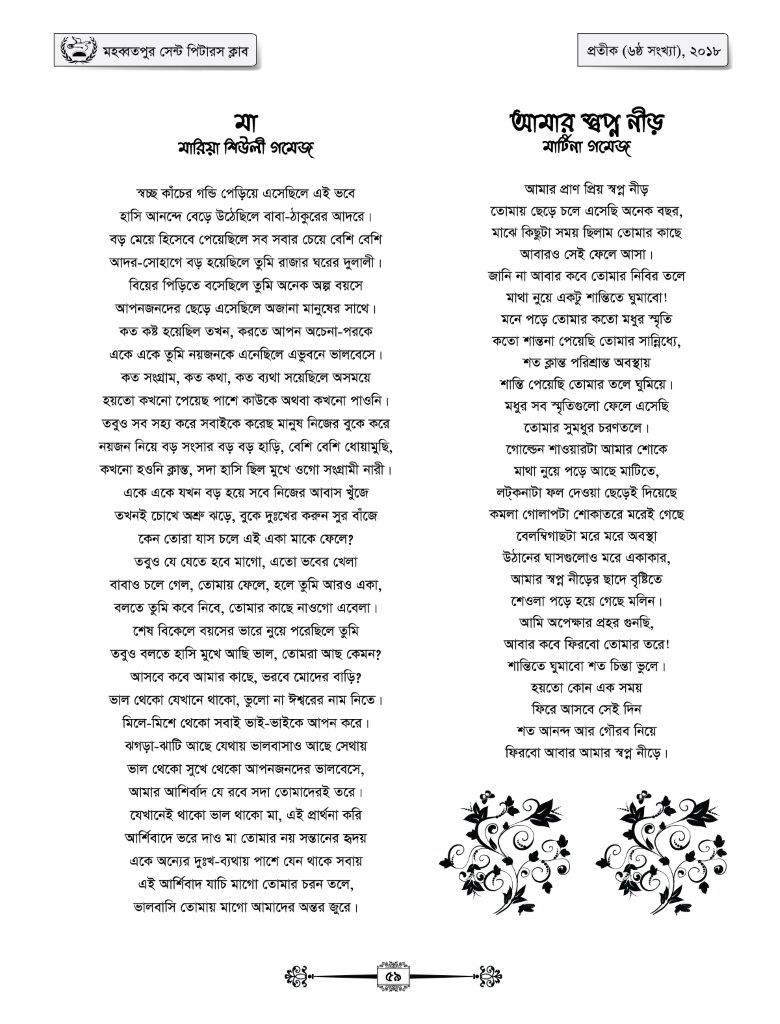 মহব্বতপুর সেন্ট পিটারস ক্লাব
প্রতীক (৬ষ্ঠ সংখ্যা), ২০১৮
মা
মারিয়া শিউলী গমেজ
স্বচ্ছ কাঁচের গন্ডি পেড়িয়ে এসেছিলে এই ভবে
হাসি আনন্দে বেড়ে উঠেছিলে বাবা-ঠাকুরের আদরে।
বড় মেয়ে হিসেবে পেয়েছিলে সব সবার চেয়ে বেশি বেশি
আদর-সোহাগে বড় হয়েছিলে তুমি রাজার ঘরের দুলালী।
বিয়ের পিড়িতে বসেছিলে তুমি অনেক অল্প বয়সে
আপনজনদের ছেড়ে এসেছিলে অজানা মানুষের সাথে।
কত কষ্ট হয়েছিল তখন, করতে আপন অচেনা-পরকে
একে একে তুমি নয়জনকে এনেছিলে এভুবনে ভালবেসে।
কত সংগ্রাম, কত কথা, কত ব্যথা সয়েছিলে অসময়ে
হয়তো কখনো পেয়েছ পাশে কাউকে অথবা কখনো পাওনি।
তবুও সব সহ্য করে সবাইকে করেছ মানুষ নিজের বুকে করে
নয়জন নিয়ে বড় সংসার বড় বড় হাড়ি, বেশি বেশি ধোয়ামুছি,
কখনো হওনি ক্লান্ত, সদা হাসি ছিল মুখে ওগো সংগ্রামী নারী।
একে একে যখন বড় হয়ে সবে নিজের আবাস খুঁজে
তখনই চোখে অশ্রু ঝড়ে, বুকে দুঃখের করুন সুর বাঁজে
কেন তোরা যাস চলে এই একা মাকে ফেলে?
তবুও যে যেতে হবে মাগো, এতো ভবের খেলা
বাবাও চলে গেল, তোমায় ফেলে, হলে তুমি আরও একা,
বলতে তুমি কবে নিবে, তোমার কাছে নাওগো এবেলা।
শেষ বিকেলে বয়সের ভারে নুয়ে পরেছিলে তুমি
তবুও বলতে হাসি মুখে আছি ভাল, তোমরা আছ কেমন?
আসবে কবে আমার কাছে, ভরবে মোদের বাড়ি?
ভাল থেকো যেখানে থাকো, ভুলো না ঈশ্বরের নাম নিতে।
মিলে-মিশে থেকো সবাই ভাই-ভাইকে আপন করে।
ঝগড়া-ঝাটি আছে যেথায় ভালবাসাও আছে সেথায়
ভাল থেকো সুখে থেকো আপনজনদের ভালবেসে,
আমার আশির্বাদ যে রবে সদা তোমাদেরই তরে।
যেখানেই থাকো ভাল থাকো মা, এই প্রার্থনা করি
আর্শিবাদে ভরে দাও মা তোমার নয় সন্তানের হৃদয়
একে অন্যের দুঃখ-ব্যথায় পাশে যেন থাকে সবায়
এই আর্শিবাদ যাচি মাগো তোমার চরন তলে,
ভালবাসি তোমায় মাগো আমাদের অন্তর জুরে।
আমার স্বপ্ন নীড়
মার্টিনা গমেজ
আমার প্রাণ প্রিয় স্বপ্ন নীড়
তোমায় ছেড়ে চলে এসেছি অনেক বছর,
মাঝে কিছুটা সময় ছিলাম তোমার কাছে
আবারও সেই ফেলে আসা।
জানি না আবার কবে তোমার নিবির তলে
মাথা নুয়ে একটু শান্তিতে ঘুমাবো!
মনে পড়ে তোমার কতো মধুর স্মৃতি
কতো শান্তনা পেয়েছি তোমার সান্নিধ্যে,
শত ক্লান্ত পরিশ্রান্ত অবস্থায়
শান্তি পেয়েছি তোমার তলে ঘুমিয়ে।
মধুর সব স্মৃতিগুলো ফেলে এসেছি
তোমার সুমধুর চরণতলে।
গোল্ডেন শাওয়ারটা আমার শোকে
মাথা নুয়ে পড়ে আছে মাটিতে,
লট্কনাটা ফল দেওয়া ছেড়েই দিয়েছে
কমলা গোলাপটা শোকাতরে মরেই গেছে
বেলম্বিগাছটা মরে মরে অবস্থা
উঠানের ঘাসগুলোও মরে একাকার,
আমার স্বপ্ন নীড়ের ছাদে বৃষ্টিতে
শেওলা পড়ে হয়ে গেছে মলিন।
আমি অপেক্ষার প্রহর গুনছি,
আবার কবে ফিরবো তোমার তরে!
শান্তিতে ঘুমাবো শত চিন্তা ভুলে।
হয়তো কোন এক সময়
ফিরে আসবে সেই দিন
শত আনন্দ আর গৌরব নিয়ে
ফিরবো আবার আমার স্বপ্ন নীড়ে।
৫৯